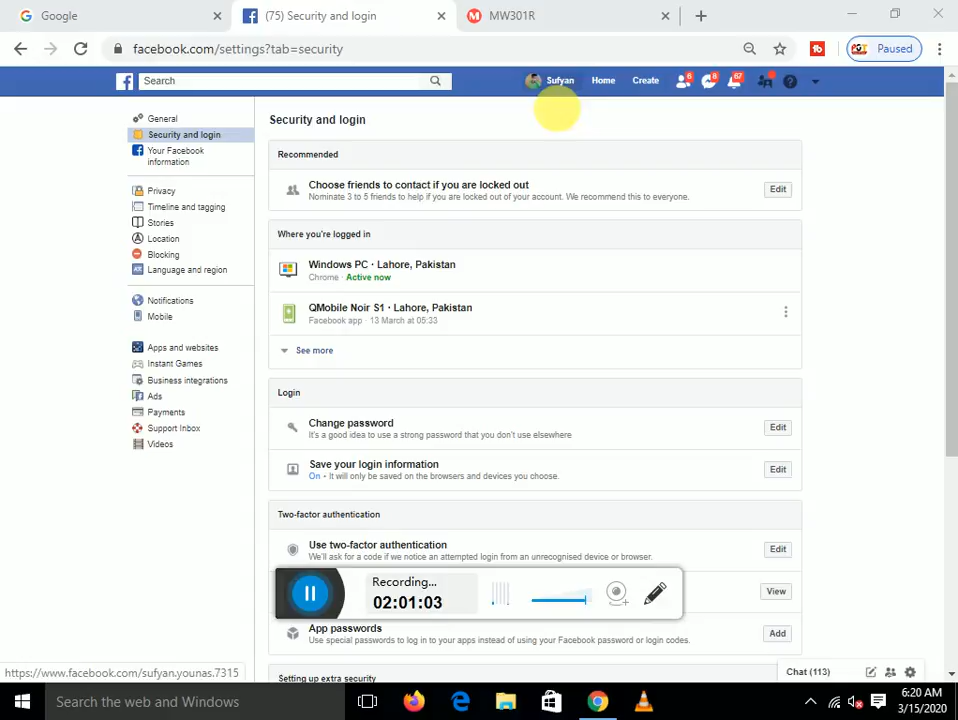 Google
(75) Security and login
MW301R
facebook.com/settings?tab=security
Paused
Search
Sufyan
Home
Create
6
8
67
General
Security and login
Your Facebook
information
Privacy
Timeline and tagging
Stories
Location
Blocking
Language and region
Notifications
Mobile
Apps and websites
Instant Games
Business integrations
Ads
Payments
Support Inbox
Videos
Security and login
Recommended
Choose friends to contact if you are locked out
Nominate 3 to 5 friends to help if you are locked out of your account. We recommend this to everyone.
Edit
Where you're logged in
Windows PC · Lahore, Pakistan
Chrome · Active now
QMobile Noir S1 · Lahore, Pakistan
Facebook app · 13 March at 05:33
See more
Login
Change password
It's a good idea to use a strong password that you don't use elsewhere
Edit
Save your login information
On · It will only be saved on the browsers and devices you choose.
Edit
Two-factor authentication
Use two-factor authentication
We'll ask for a code if we notice an attempted login from an unrecognised device or browser.
Edit
Recording...
02:01:03
View
App passwords
Use special passwords to log in to your apps instead of using your Facebook password or login codes.
Add
Setting up extra security
https://www.facebook.com/sufyan.younas.7315
Chat (113)
Search the web and Windows
6:20 AM
3/15/2020